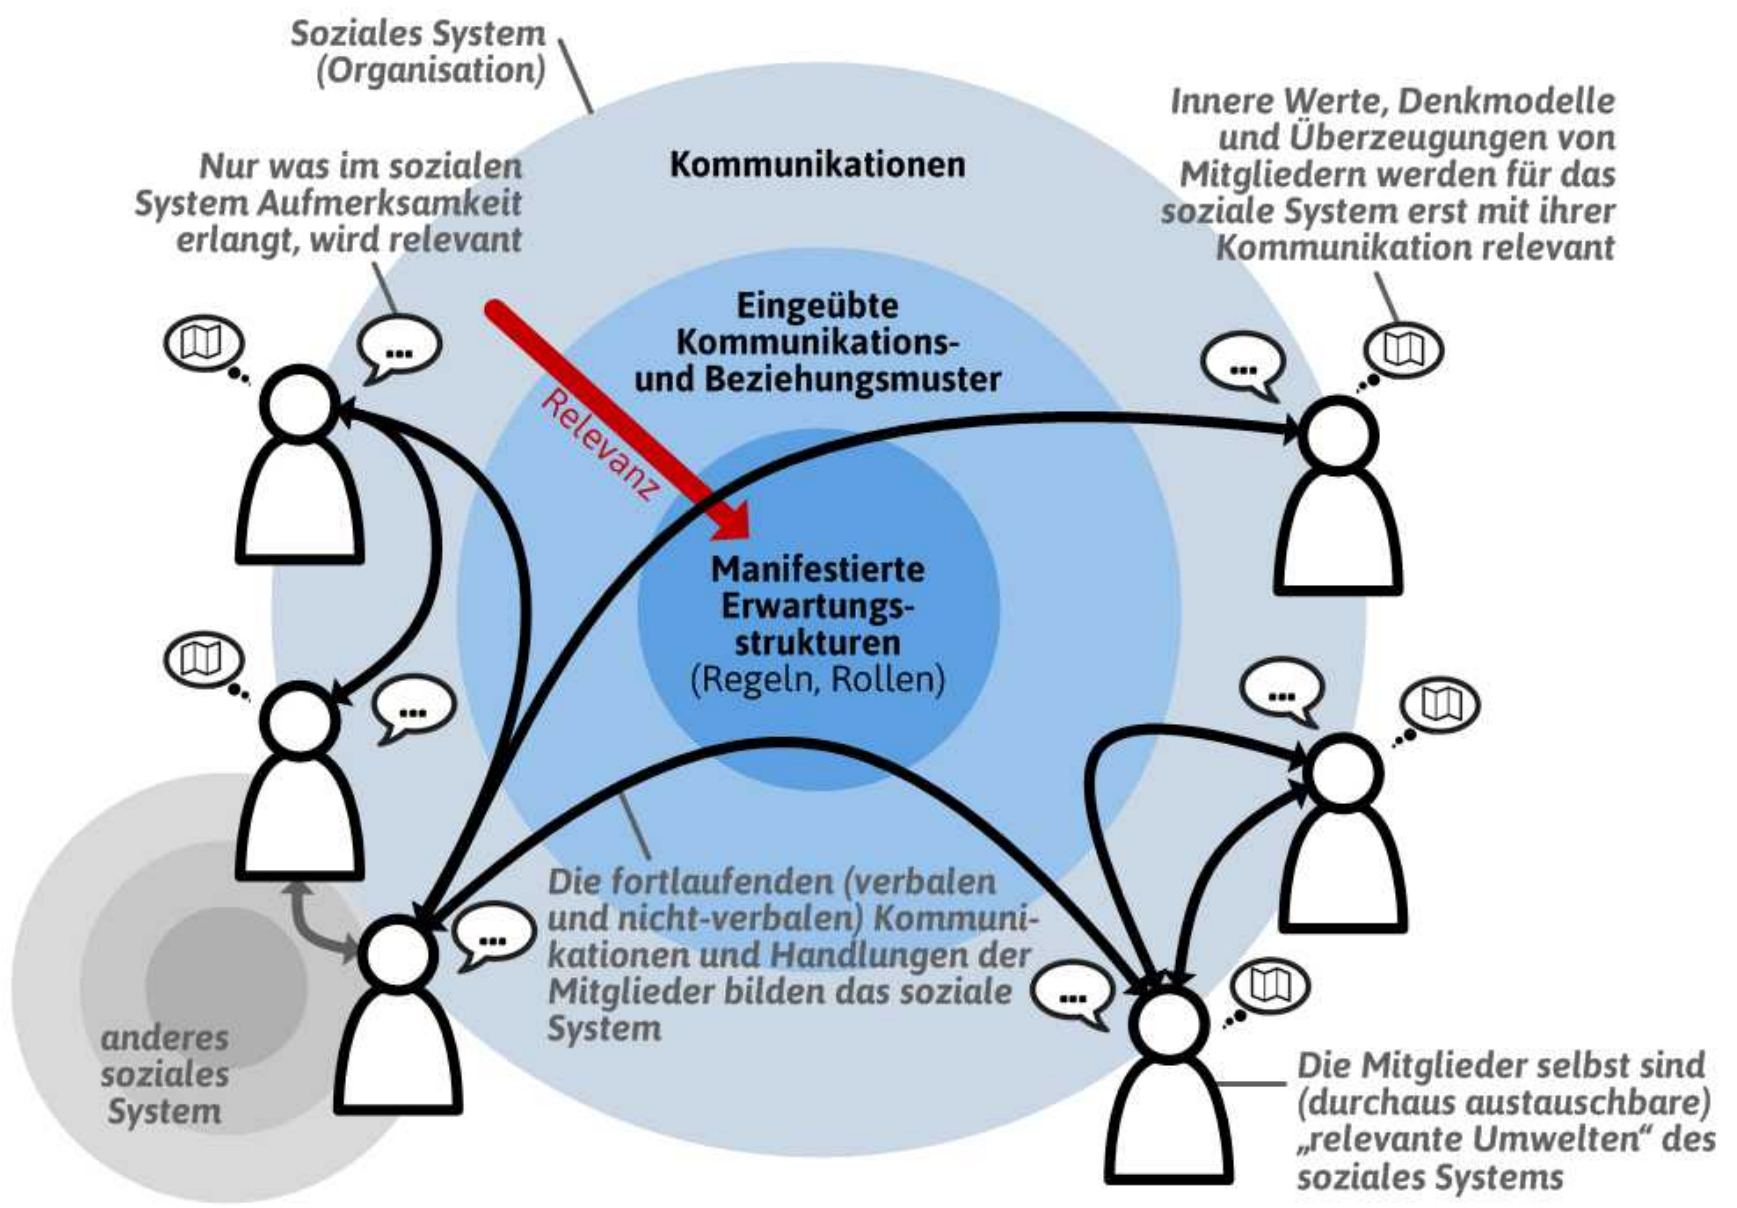 Soziales System
(Organisation)
Nur was im sozialen
System Aufmerksamkeit
erlangt, wird relevant
Kommunikationen
Innere Werte, Denkmodelle
und Überzeugungen von
Mitgliedern werden für das
soziale System erst mit ihrer
Kommunikation relevant
Eingeübte
Kommunikations-
und Beziehungsmuster
Relevanz
Manifestierte
Erwartungs-
strukturen
(Regeln, Rollen)
...
...
...
...
...
...
Die fortlaufenden (verbalen
und nicht-verbalen) Kommuni-
kationen und Handlungen der
Mitglieder bilden das soziale
System
anderes
soziales
System
Die Mitglieder selbst sind
(durchaus austauschbare)
„relevante Umwelten“ des
soziales Systems